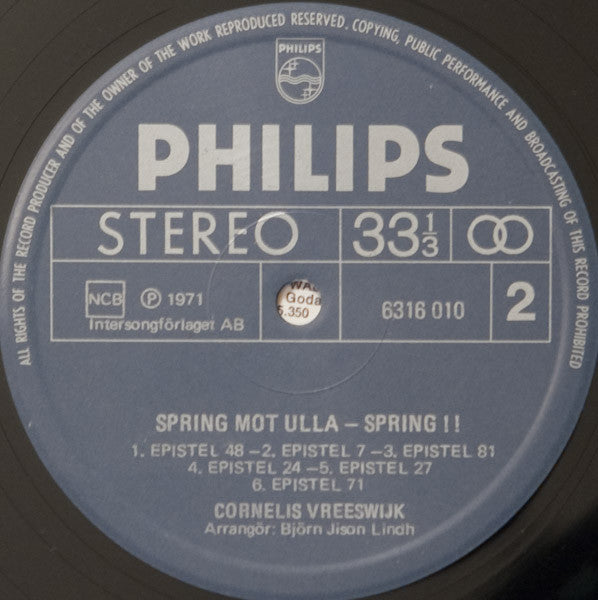 ALL RIGHTS OF THE RECORD PRODUCER AND OF THE OWNER OF THE WORK REPRODUCED RESERVED. COPYING, PUBLIC PERFORMANCE AND BROADCASTING OF THIS RECORD PROHIBITED
PHILIPS
PHILIPS
STEREO 33⅓
NCB Ⓟ 1971
Intersongförlaget AB
Goda
5.350
6316 010
2
SPRING MOT ULLA – SPRING !!
1. EPISTEL 48 –2. EPISTEL 7 –3. EPISTEL 81
4. EPISTEL 24 –5. EPISTEL 27
6. EPISTEL 71
CORNELIS VREESWIJK
Arrangör: Björn Jison Lindh